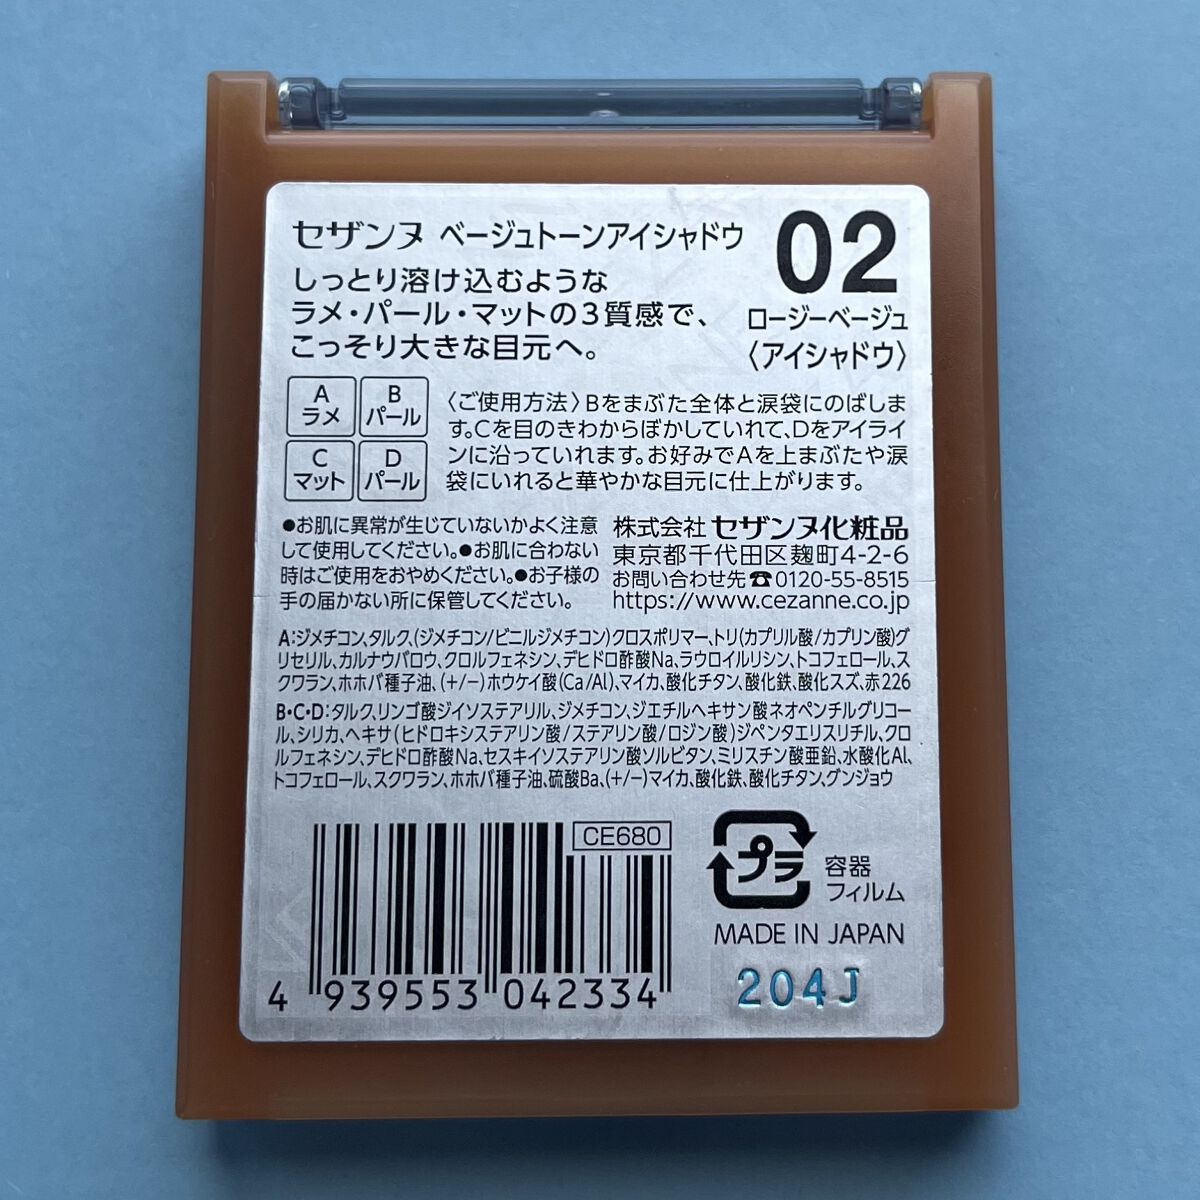 セザンヌ ベージュトーンアイシャドウ
02
しっとり溶け込むような
ラメ・パール・マットの3質感で、
こっそり大きな目元へ。
ロージーベージュ
〈アイシャドウ〉
A
ラメ
B
パール
C
マット
D
パール
〈ご使用方法〉Bをまぶた全体と涙袋にのばしま
す。Cを目のきわからぼかしていれて、Dをアイライ
ンに沿っていれます。お好みでAを上まぶたや涙
袋にいれると華やかな目元に仕上がります。
●お肌に異常が生じていないかよく注意
して使用してください。●お肌に合わない
時はご使用をおやめください。●お子様の
手の届かない所に保管してください。
株式会社 セザンヌ化粧品
東京都千代田区麹町4-2-6
お問い合わせ先☎0120-55-8515
https://www.cezanne.co.jp
A:ジメチコン、タルク、(ジメチコン/ビニルジメチコン)クロスポリマー、トリ(カプリル酸/カプリン酸)グ
リセリル、カルナウバロウ、クロルフェネシン、デヒドロ酢酸Na、ラウロイルリシン、トコフェロール、ス
クワラン、ホホバ種子油、(+/-)ホウケイ酸(Ca/Al)、マイカ、酸化チタン、酸化鉄、酸化スズ、赤226
B・C・D:タルク、リンゴ酸ジイソステアリル、ジメチコン、ジエチルヘキサン酸ネオペンチルグリコー
ル、シリカ、ヘキサ(ヒドロキシステアリン酸/ステアリン酸/ロジン酸)ジペンタエリスリチル、クロ
ルフェネシン、デヒドロ酢酸Na、セスキイソステアリン酸ソルビタン、ミリスチン酸亜鉛、水酸化Al、
トコフェロール、スクワラン、ホホバ種子油、硫酸Ba、(+/-)マイカ、酸化鉄、酸化チタン、グンジョウ
CE680
4 939553 042334
プラ
容器
フィルム
MADE IN JAPAN
204J